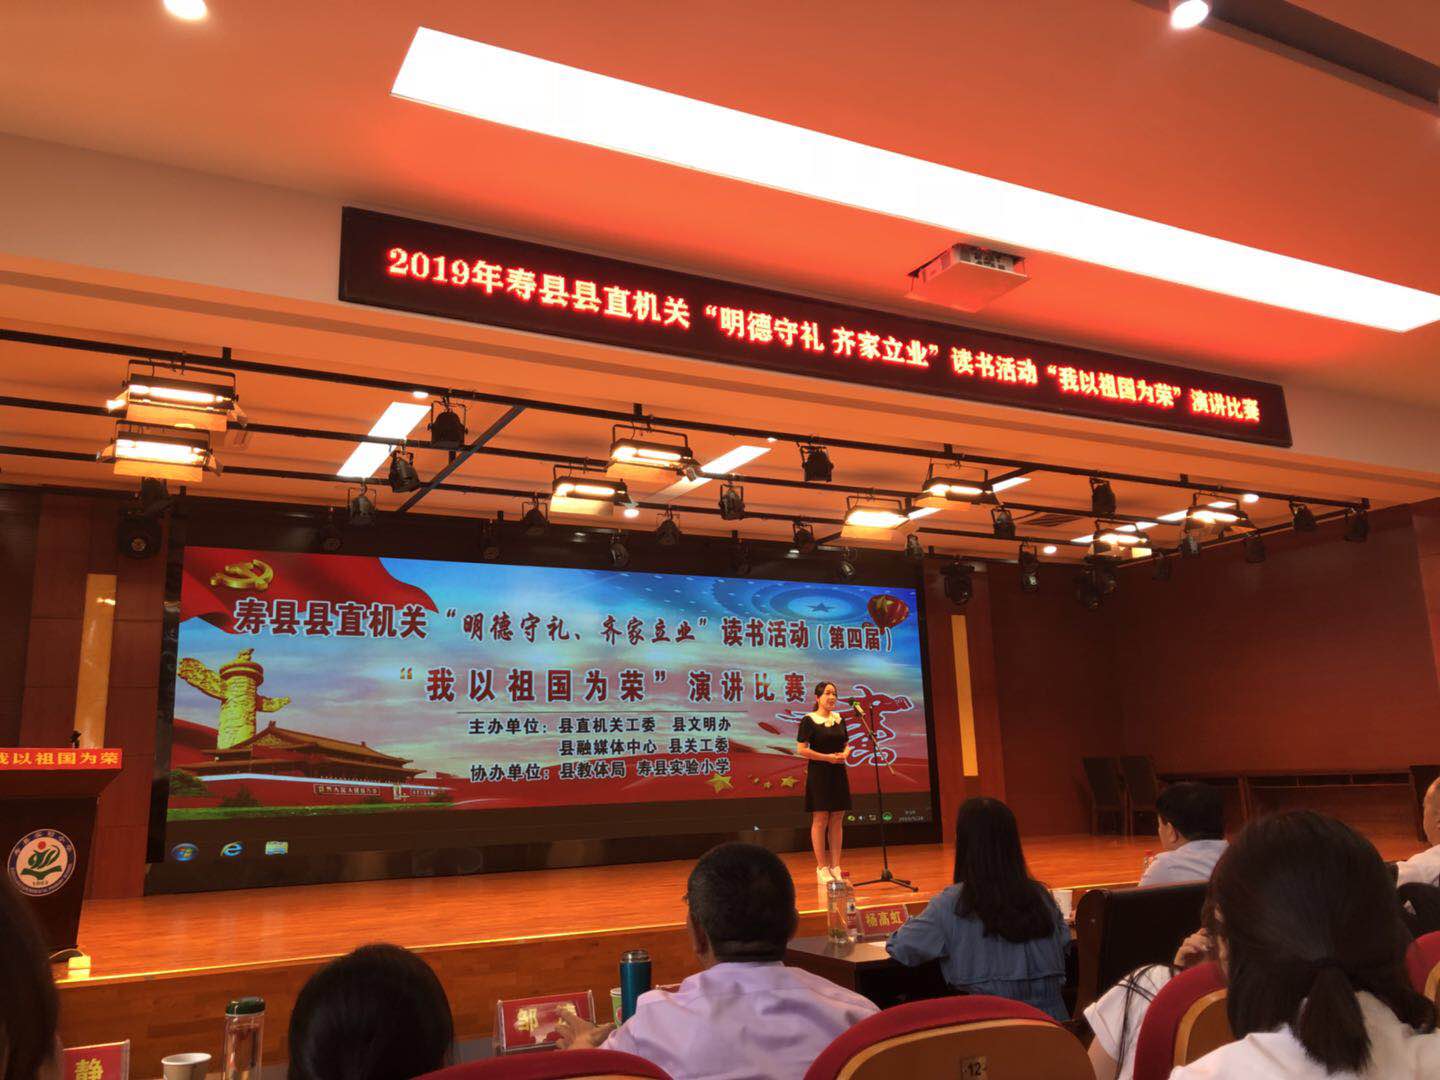 2019年寿县县直机关“明德守礼 齐家立业”读书活动“我以祖国为荣”演讲比赛
寿县县直机关“明德守礼、齐家立业”读书活动（第四届）
“我以祖国为荣”演讲比赛
主办单位：县直机关工委 县文明办
县融媒体中心 县关工委
协办单位：县教体局 寿县实验小学
我以祖国为荣
杨高虹
12